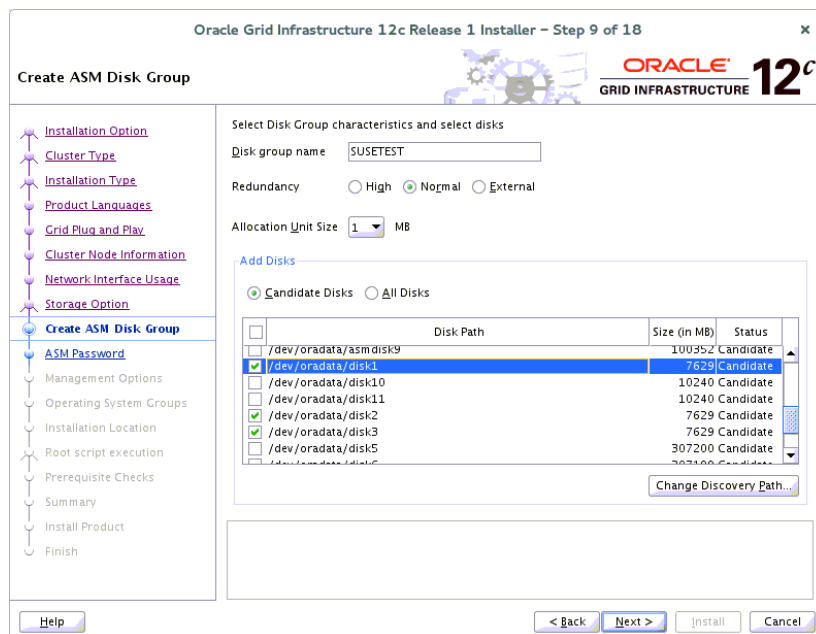 Oracle Grid Infrastructure 12c Release 1 Installer – Step 9 of 18
Create ASM Disk Group
ORACLE
GRID INFRASTRUCTURE
12c
Installation Option
Cluster Type
Installation Type
Product Languages
Grid Plug and Play
Cluster Node Information
Network Interface Usage
Storage Option
Create ASM Disk Group
ASM Password
Management Options
Operating System Groups
Installation Location
Root script execution
Prerequisite Checks
Summary
Install Product
Finish
Select Disk Group characteristics and select disks
Disk group name SUSETEST
Redundancy High Normal External
Allocation Unit Size 1 MB
Add Disks
Candidate Disks All Disks
Disk Path Size (in MB) Status
/dev/oradata/asmdisk9 100352 Candidate
/dev/oradata/disk1 7629 Candidate
/dev/oradata/disk10 10240 Candidate
/dev/oradata/disk11 10240 Candidate
/dev/oradata/disk2 7629 Candidate
/dev/oradata/disk3 7629 Candidate
/dev/oradata/disk5 307200 Candidate
Change Discovery Path...
Help < Back Next > Install Cancel